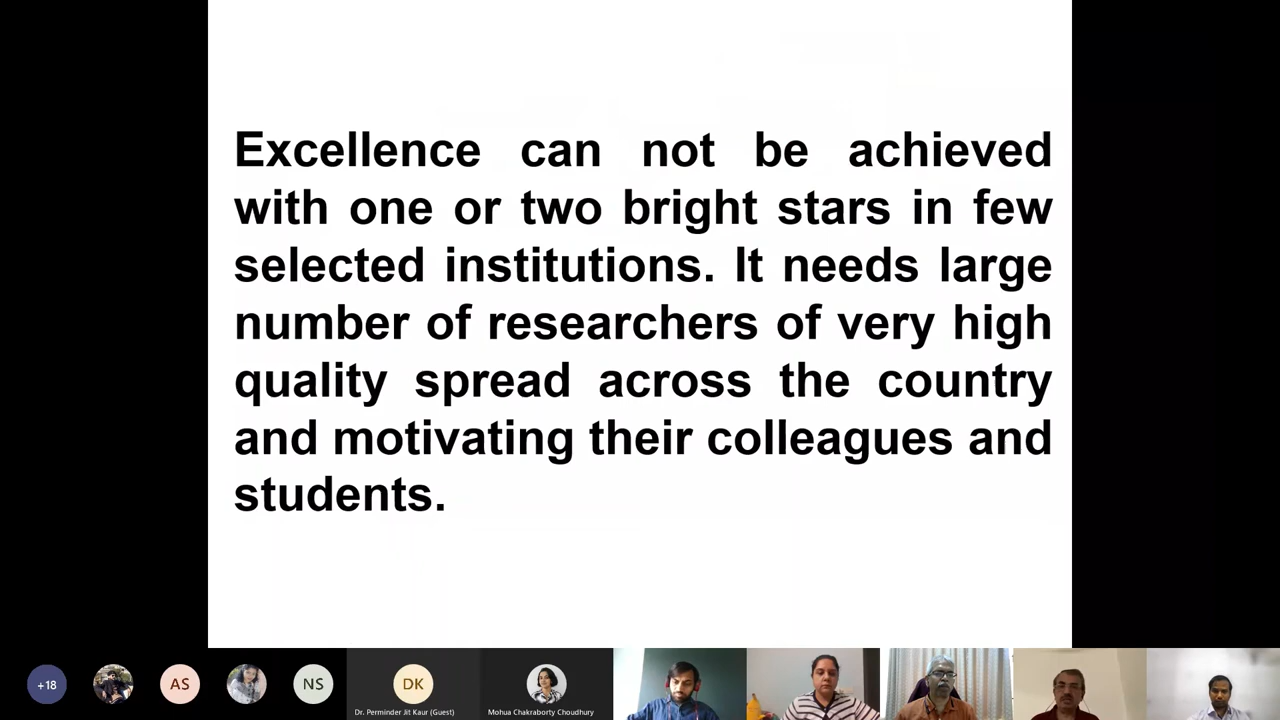 Excellence can not be achieved
with one or two bright stars in few
selected institutions. It needs large
number of researchers of very high
quality spread across the country
and motivating their colleagues and
students.
+18
AS
NS
DK
Dr. Perminder Jit Kaur (Guest)
Mohua Chakraborty Choudhury